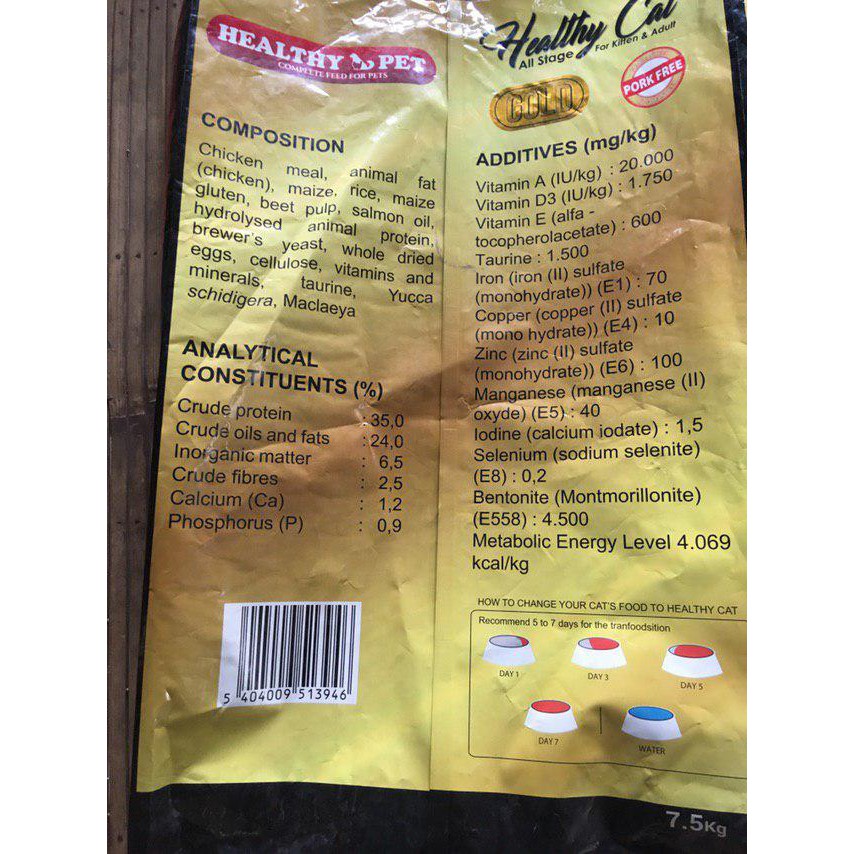 HEALTHY PET
COMPLETE FEED FOR PETS
COMPOSITION
Chicken meal, animal fat
(chicken), maize, rice, maize
gluten, beet pulp, salmon oil,
hydrolysed animal protein,
brewer's yeast, whole dried
eggs, cellulose, vitamins and
minerals, taurine, Yucca
schidigera, Maclaeya
ANALYTICAL
CONSTITUENTS (%)
Crude protein : 35,0
Crude oils and fats : 24,0
Inorganic matter : 6,5
Crude fibres : 2,5
Calcium (Ca) : 1,2
Phosphorus (P) : 0,9
5 404009 513946
Healthy Cat
All Stage For Kitten & Adult
GOLD
PORK FREE
ADDITIVES (mg/kg)
Vitamin A (IU/kg) : 20.000
Vitamin D3 (IU/kg) : 1.750
Vitamin E (alfa -
tocopherolacetate) : 600
Taurine : 1.500
Iron (iron (II) sulfate
(monohydrate)) (E1) : 70
Copper (copper (II) sulfate
(mono hydrate)) (E4) : 10
Zinc (zinc (II) sulfate
(monohydrate)) (E6) : 100
Manganese (manganese (II)
oxyde) (E5) : 40
Iodine (calcium iodate) : 1,5
Selenium (sodium selenite)
(E8) : 0,2
Bentonite (Montmorillonite)
(E558) : 4.500
Metabolic Energy Level 4.069
kcal/kg
HOW TO CHANGE YOUR CAT'S FOOD TO HEALTHY CAT
Recommend 5 to 7 days for the tranfoodsition
DAY 1
DAY 3
DAY 5
DAY 7
WATER
7.5Kg